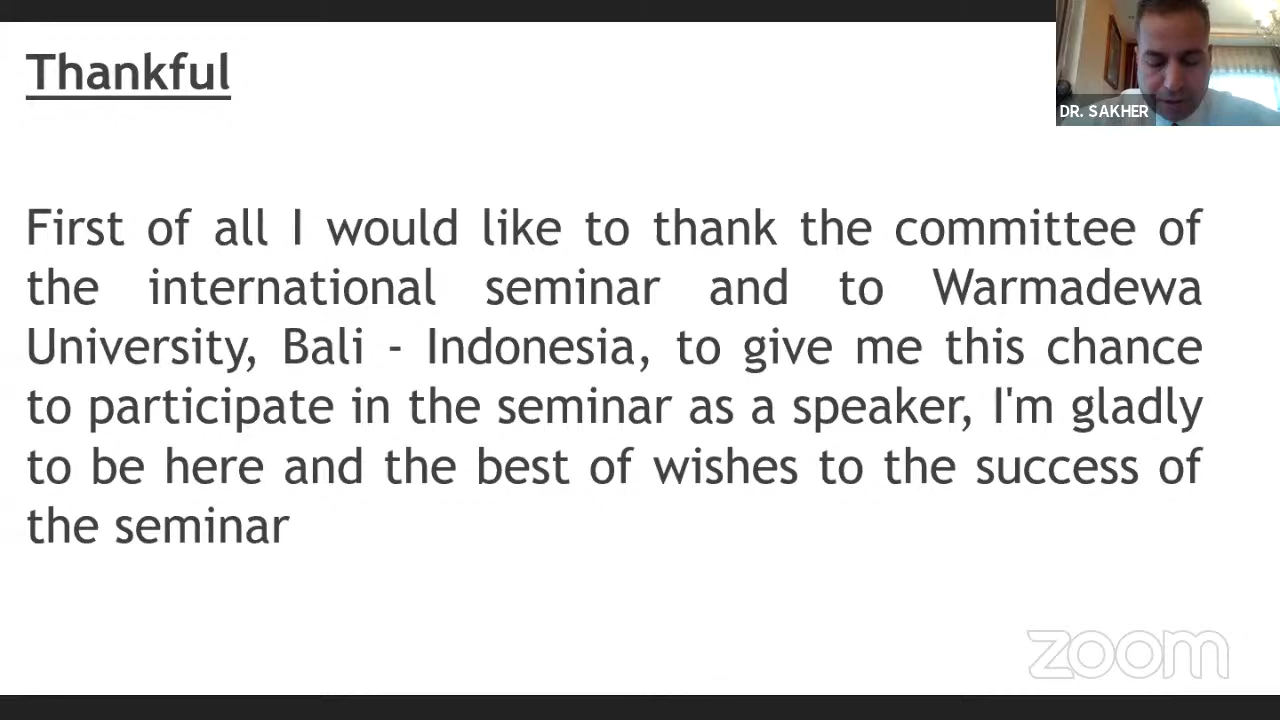 Thankful
DR. SAKHER
First of all I would like to thank the committee of
the international seminar and to Warmadewa
University, Bali - Indonesia, to give me this chance
to participate in the seminar as a speaker, I'm gladly
to be here and the best of wishes to the success of
the seminar
zoom